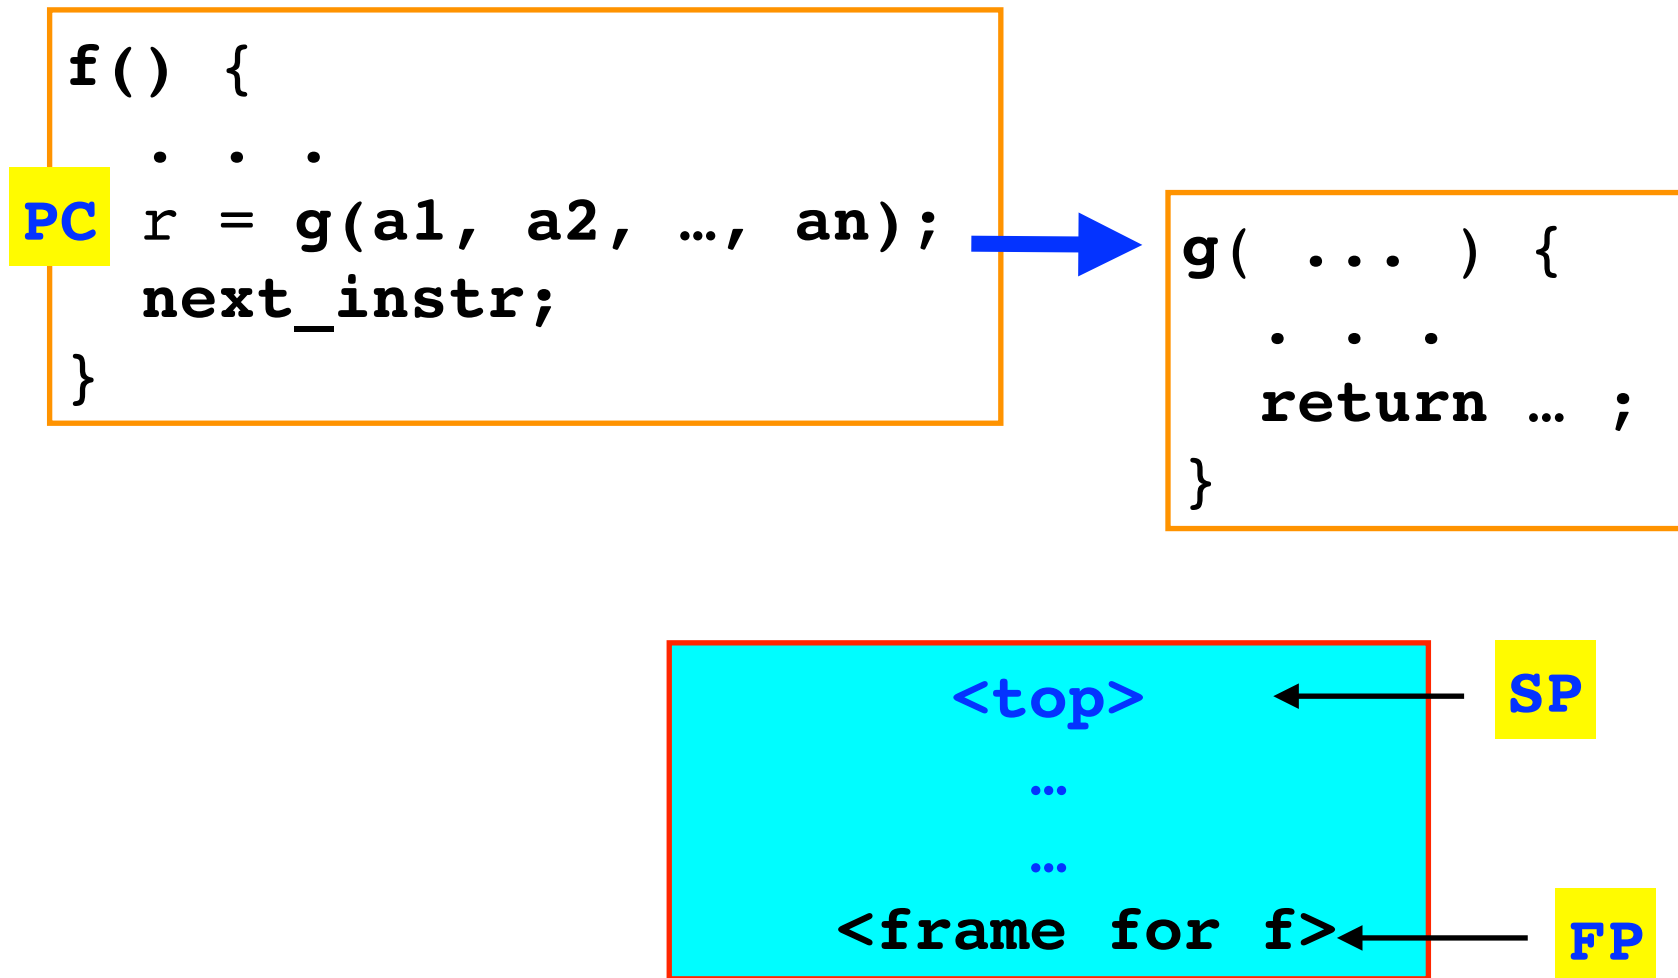 f() {
. . .
PC r = g(a1, a2, …, an);
next_instr;
}
g( ... ) {
. . .
return … ;
}
<top> SP
…
…
<frame for f> FP